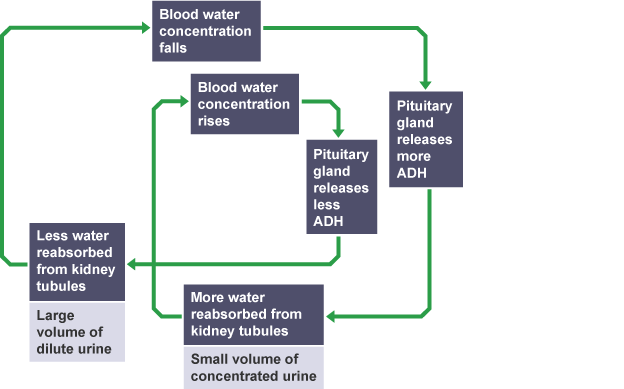 Blood water
concentration
falls
Blood water
concentration
rises
Pituitary
gland
releases
more
ADH
Pituitary
gland
releases
less
ADH
Less water
reabsorbed
from kidney
tubules
Large
volume of
dilute urine
More water
reabsorbed from
kidney tubules
Small volume of
concentrated urine